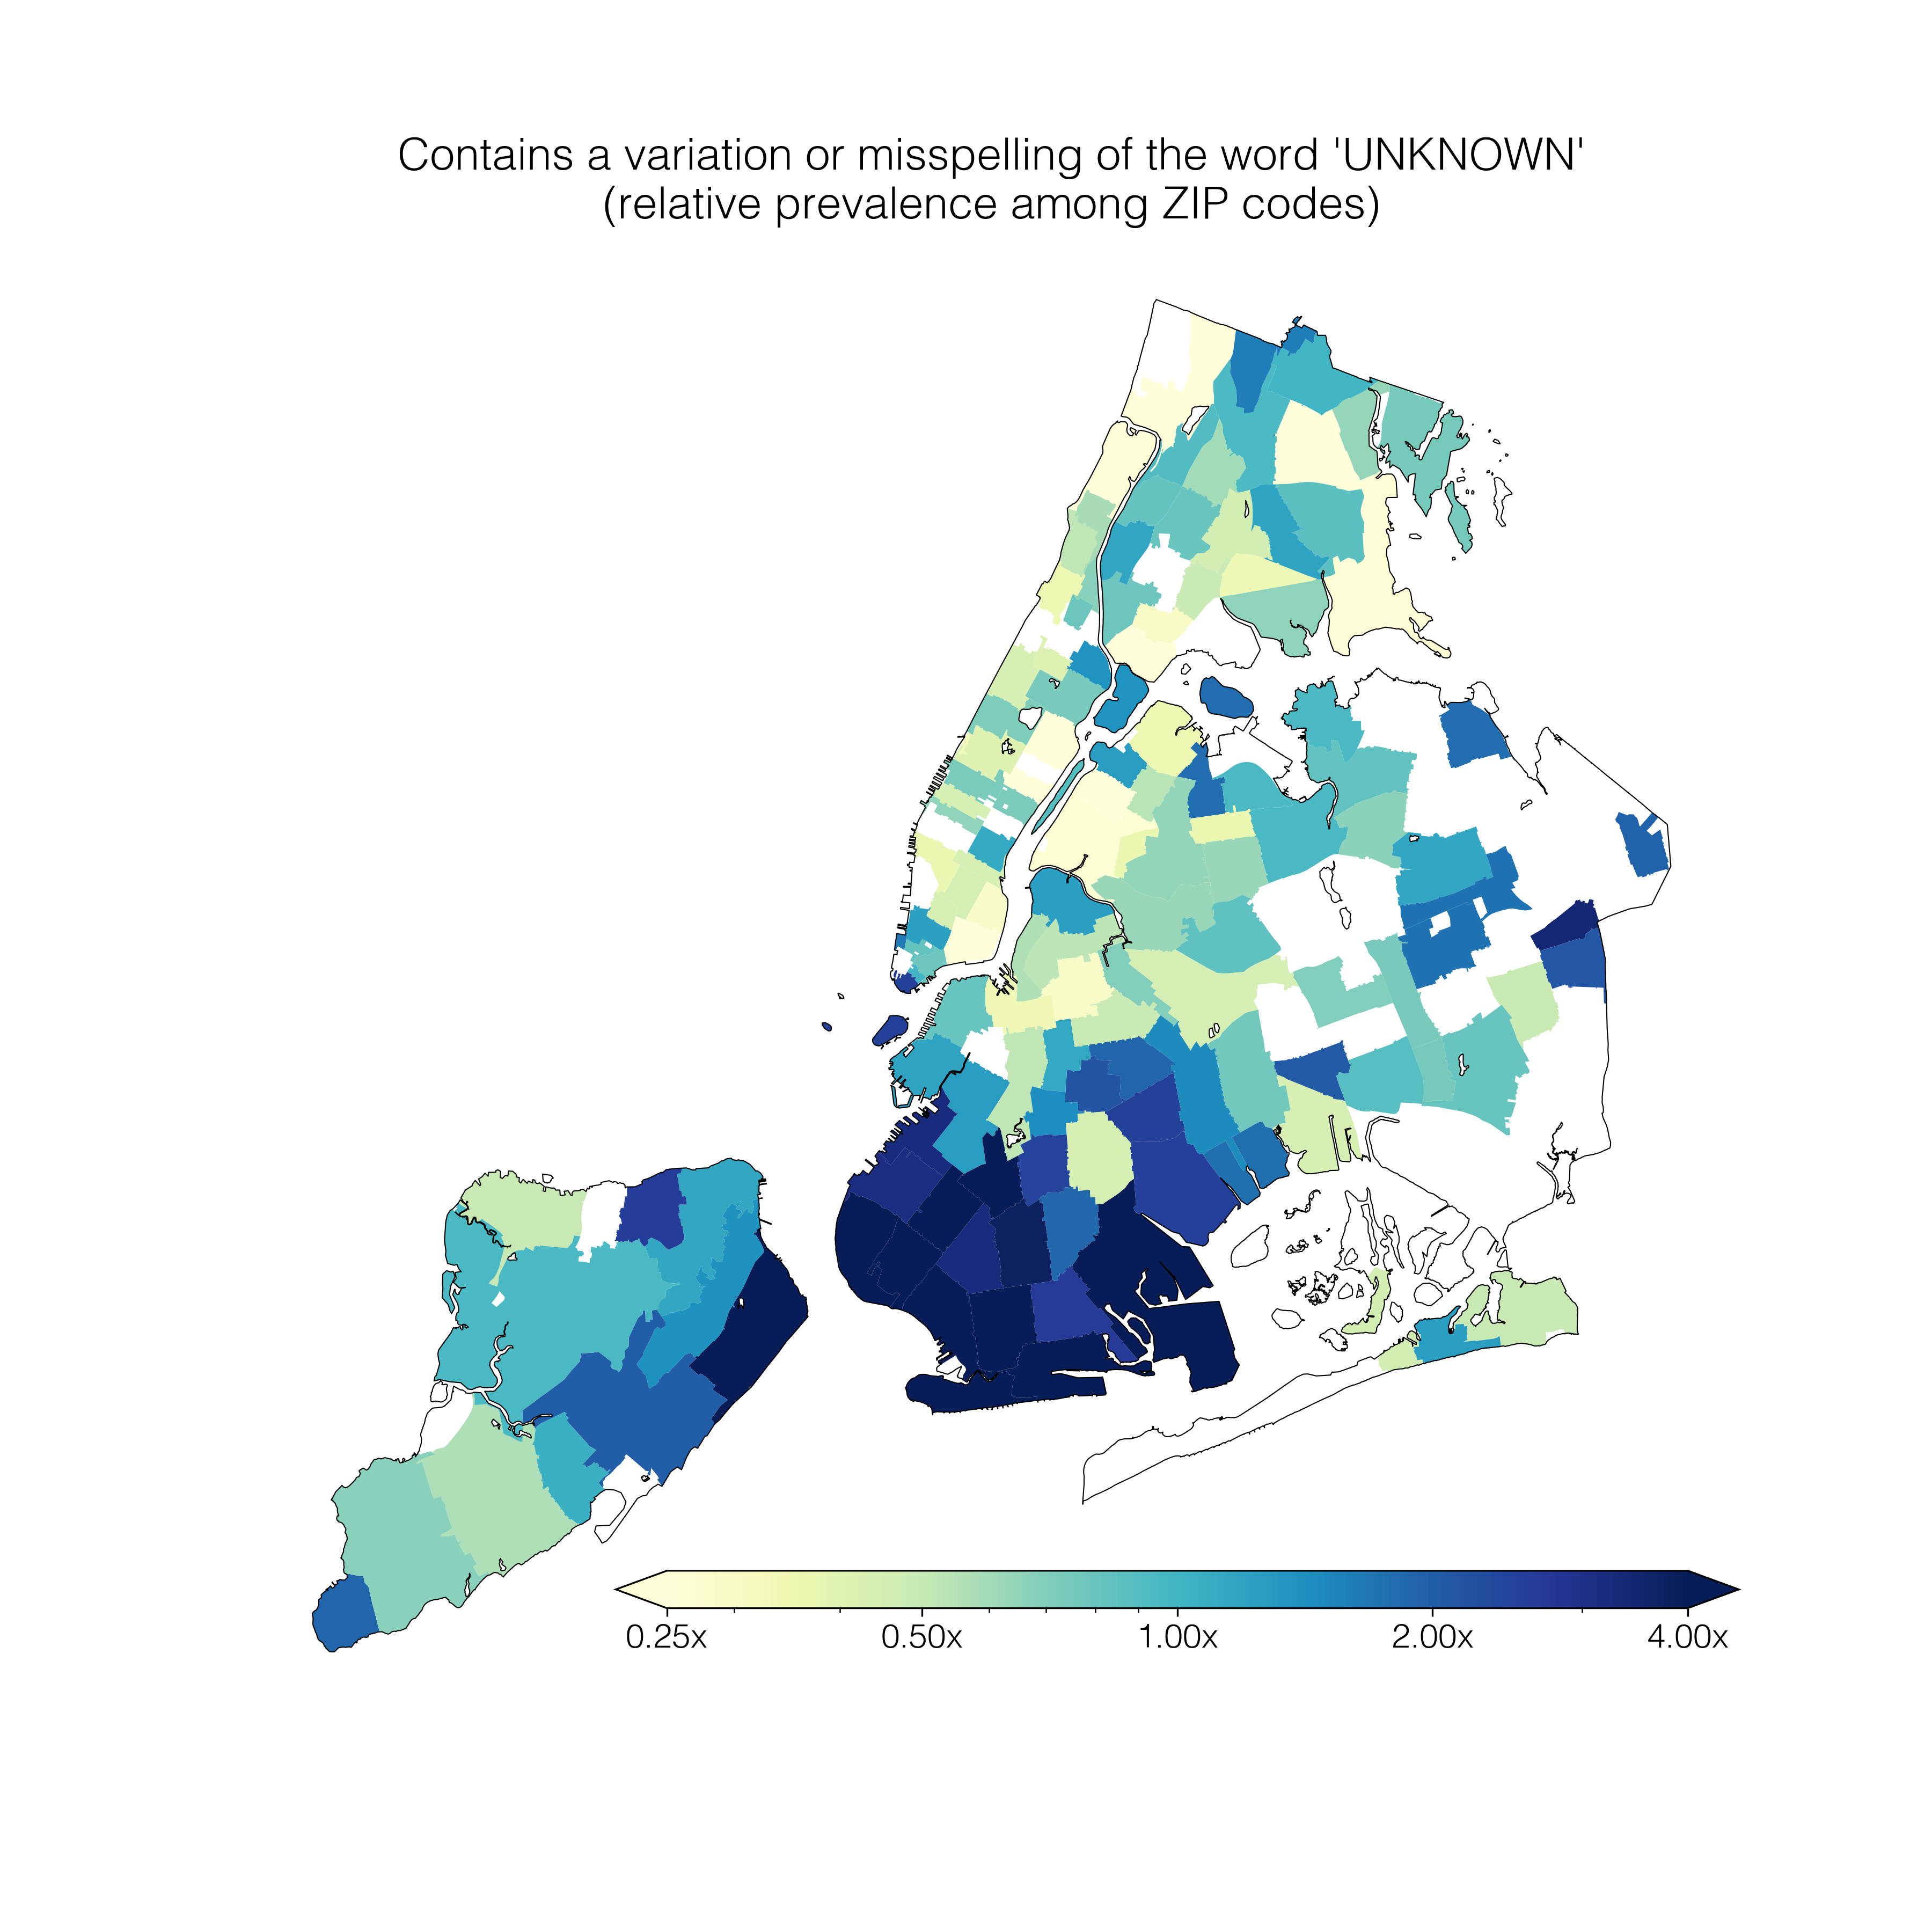 Contains a variation or misspelling of the word 'UNKNOWN'
(relative prevalence among ZIP codes)
0.25x 0.50x 1.00x 2.00x 4.00x